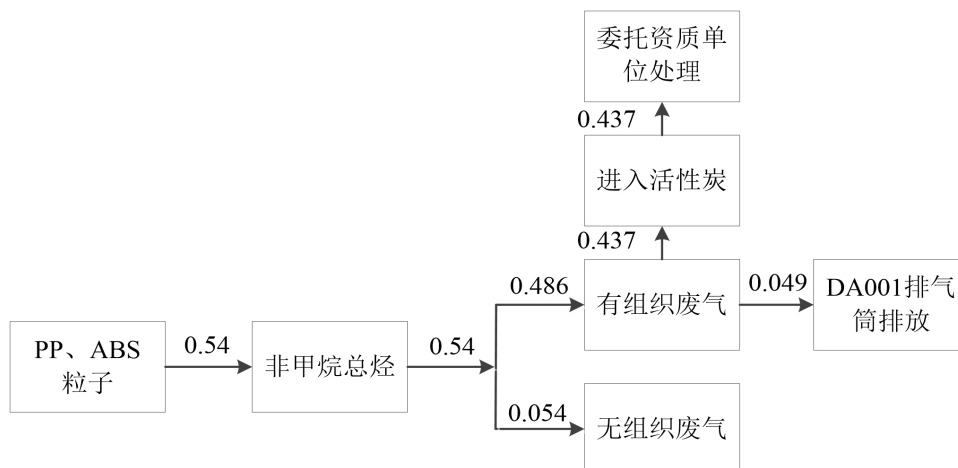 委托资质单
位处理
0.437
进入活性炭
0.437
0.486
有组织废气
0.049
DA001排气
筒排放
PP、ABS
粒子
0.54
非甲烷总烃
0.54
0.054
无组织废气